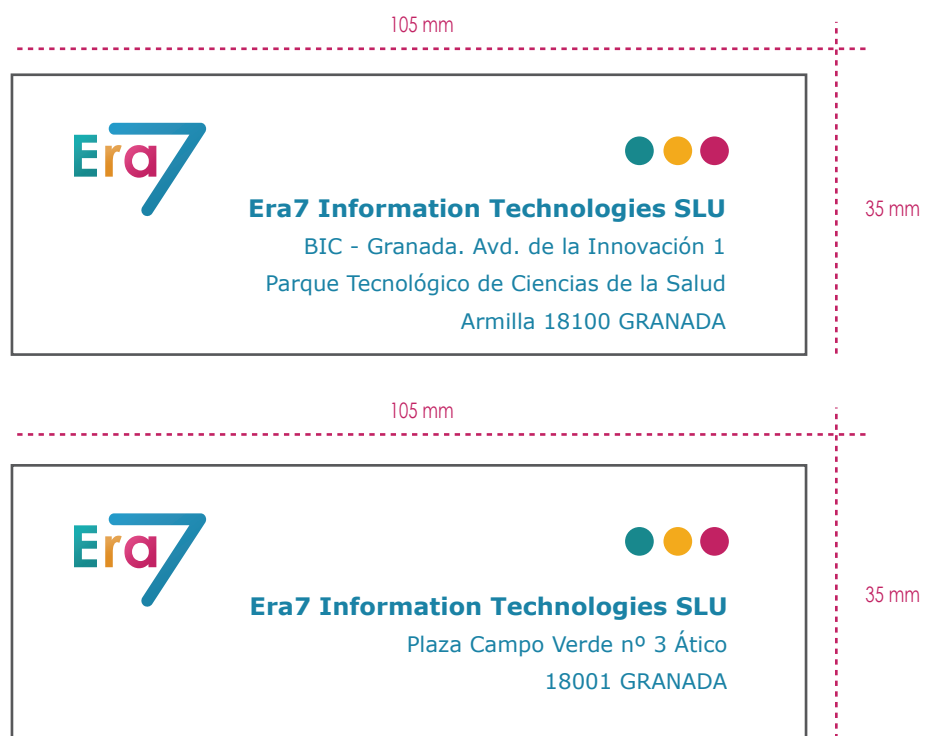 105 mm
Era7
Era7 Information Technologies SLU
35 mm
BIC - Granada. Avd. de la Innovación 1
Parque Tecnológico de Ciencias de la Salud
Armilla 18100 GRANADA
105 mm
Era7
Era7 Information Technologies SLU
35 mm
Plaza Campo Verde nº 3 Ático
18001 GRANADA